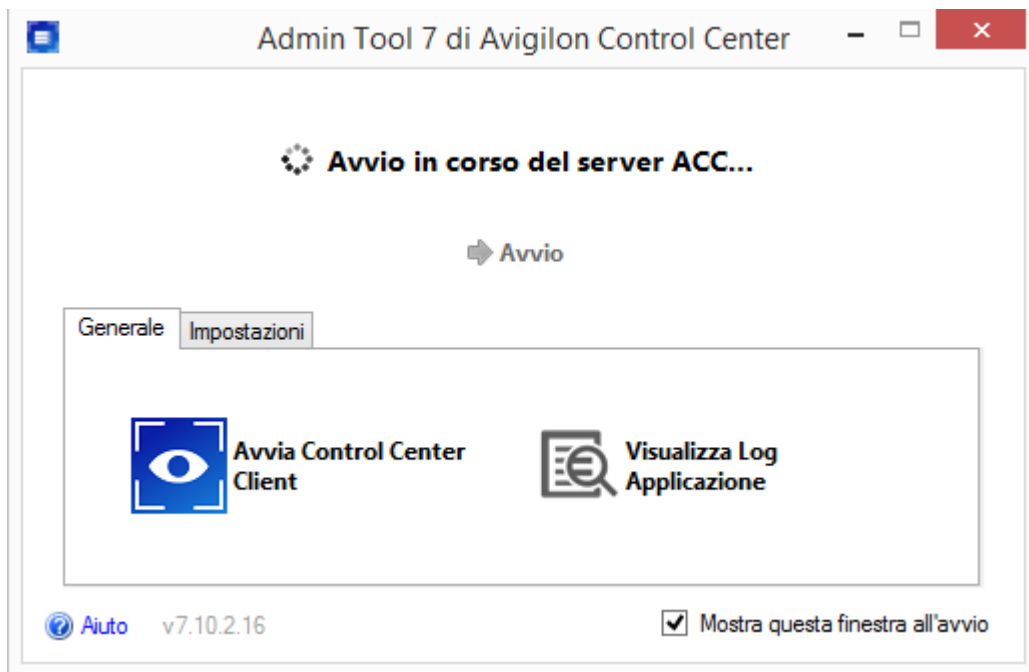 Admin Tool 7 di Avigilon Control Center
Avvio in corso del server ACC...
Avvio
Generale
Impostazioni
Avvia Control Center
Client
Visualizza Log
Applicazione
Aiuto
v7.10.2.16
Mostra questa finestra all'avvio